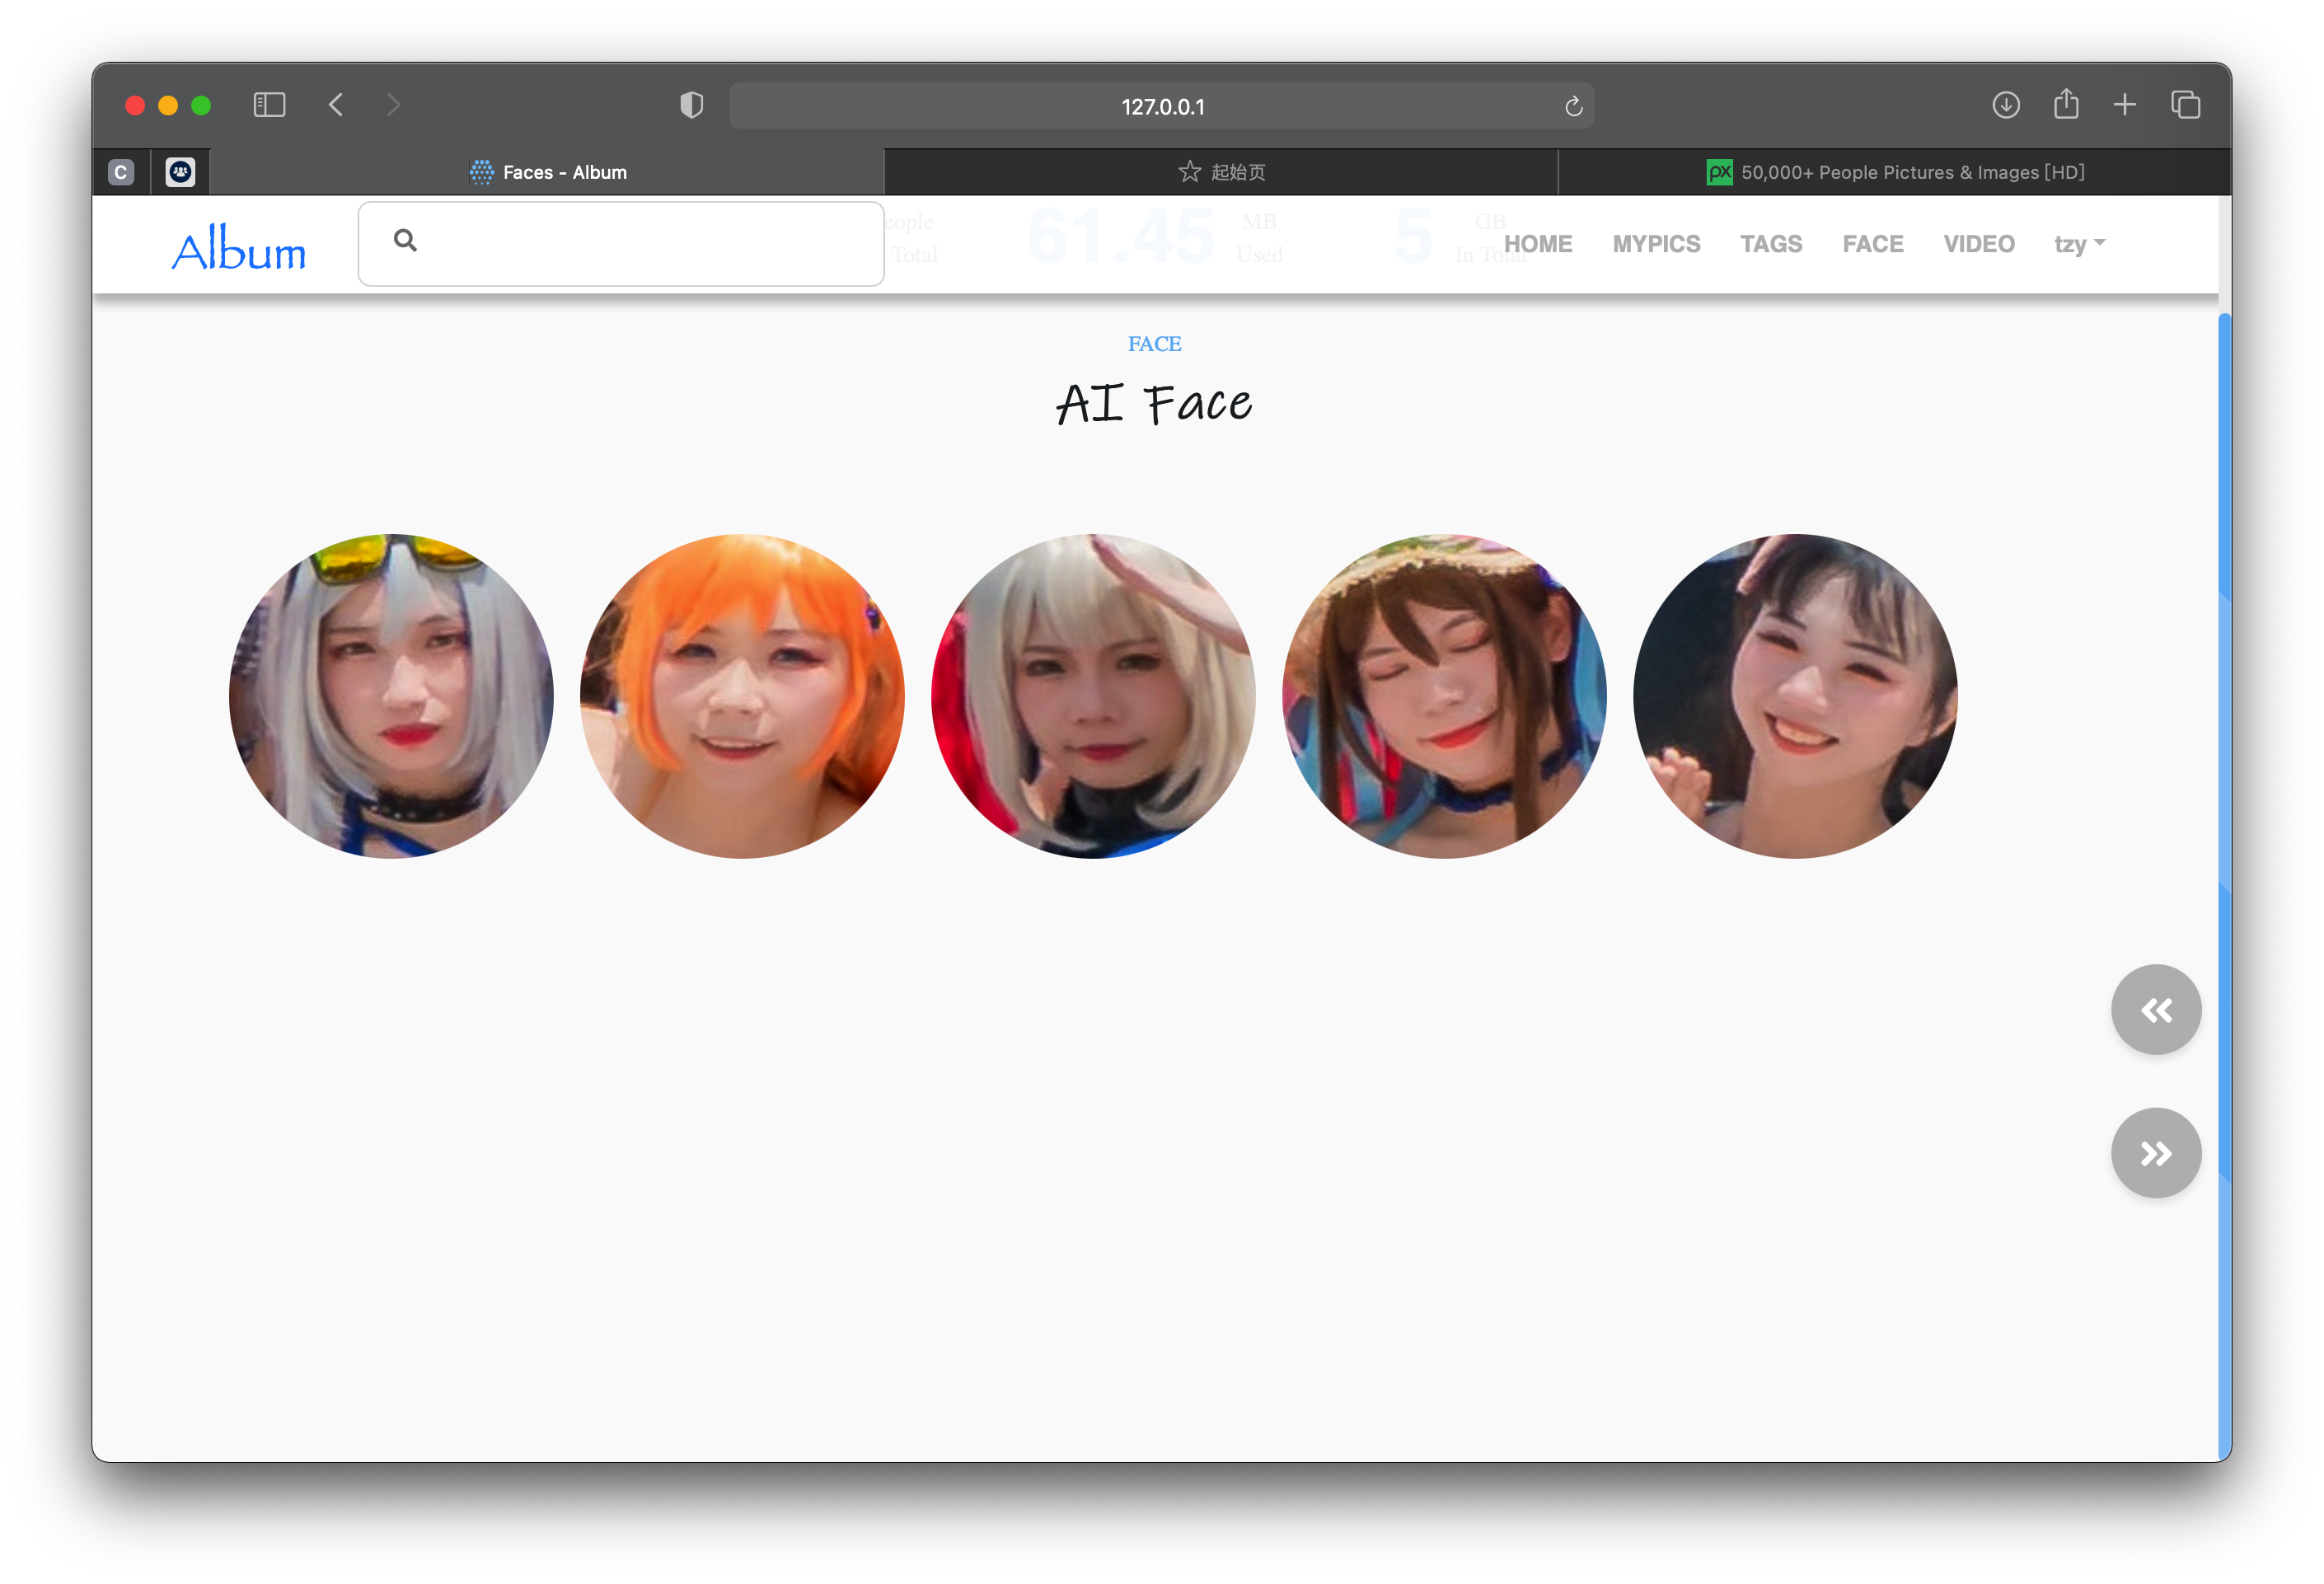 127.0.0.1
C
Faces - Album
起始页
pX 50,000+ People Pictures & Images [HD]
Album
eople
Total
61.45
MB
Used
5
GB
In Total
HOME
MYPICS
TAGS
FACE
VIDEO
tzy
FACE
AI Face